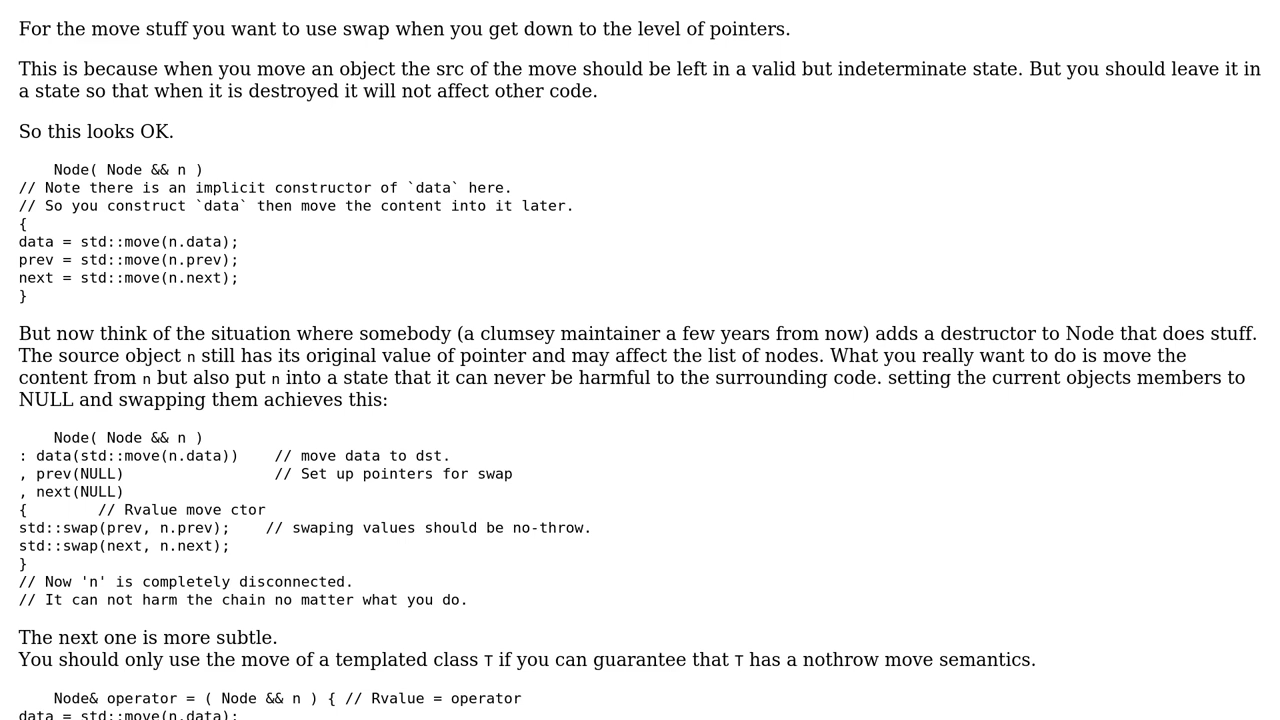 For the move stuff you want to use swap when you get down to the level of pointers.
This is because when you move an object the src of the move should be left in a valid but indeterminate state. But you should leave it in
a state so that when it is destroyed it will not affect other code.
So this looks OK.
Node( Node && n )
// Note there is an implicit constructor of `data` here.
// So you construct `data` then move the content into it later.
{
data = std::move(n.data);
prev = std::move(n.prev);
next = std::move(n.next);
}
But now think of the situation where somebody (a clumsey maintainer a few years from now) adds a destructor to Node that does stuff.
The source object n still has its original value of pointer and may affect the list of nodes. What you really want to do is move the
content from n but also put n into a state that it can never be harmful to the surrounding code. setting the current objects members to
NULL and swapping them achieves this:
Node( Node && n )
: data(std::move(n.data))    // move data to dst.
, prev(NULL)                 // Set up pointers for swap
, next(NULL)
{        // Rvalue move ctor
std::swap(prev, n.prev);    // swaping values should be no-throw.
std::swap(next, n.next);
}
// Now 'n' is completely disconnected.
// It can not harm the chain no matter what you do.
The next one is more subtle.
You should only use the move of a templated class T if you can guarantee that T has a nothrow move semantics.
Node& operator = ( Node && n ) { // Rvalue = operator
data = std::move(n.data);